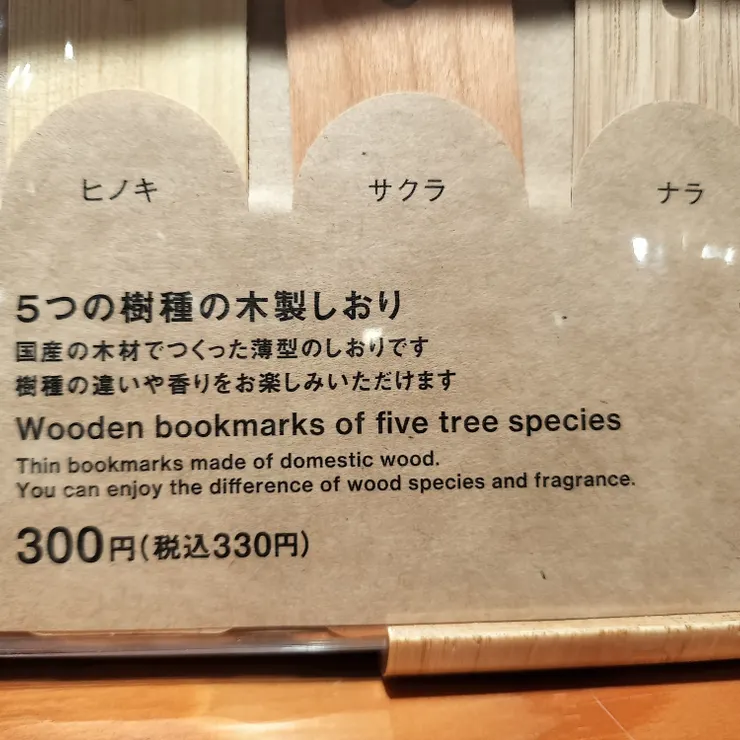 ヒノキ
サクラ
ナラ
5つの樹種の木製しおり
国産の木材でつくった薄型のしおりです
樹種の違いや香りをお楽しみいただけます
Wooden bookmarks of five tree species
Thin bookmarks made of domestic wood.
You can enjoy the difference of wood species and fragrance.
300円(税込330円)